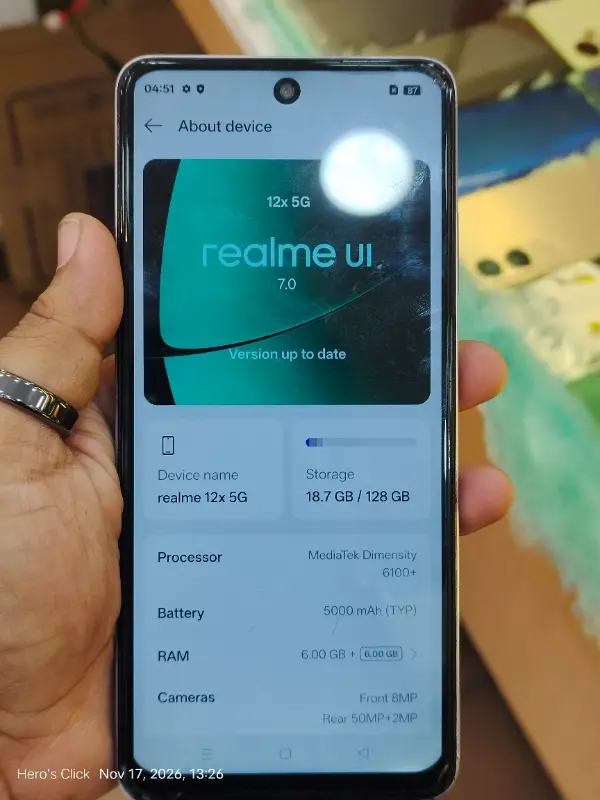 04:51 87
About device
12x 5G
realme UI
7.0
Version up to date
Device name
realme 12x 5G
Storage
18.7 GB / 128 GB
Processor
MediaTek Dimensity
6100+
Battery
5000 mAh (TYP)
RAM
6.00 GB + 6.00 GB
Cameras
Front 8MP
Rear 50MP+2MP
Hero's Click Nov 17, 2026, 13:26